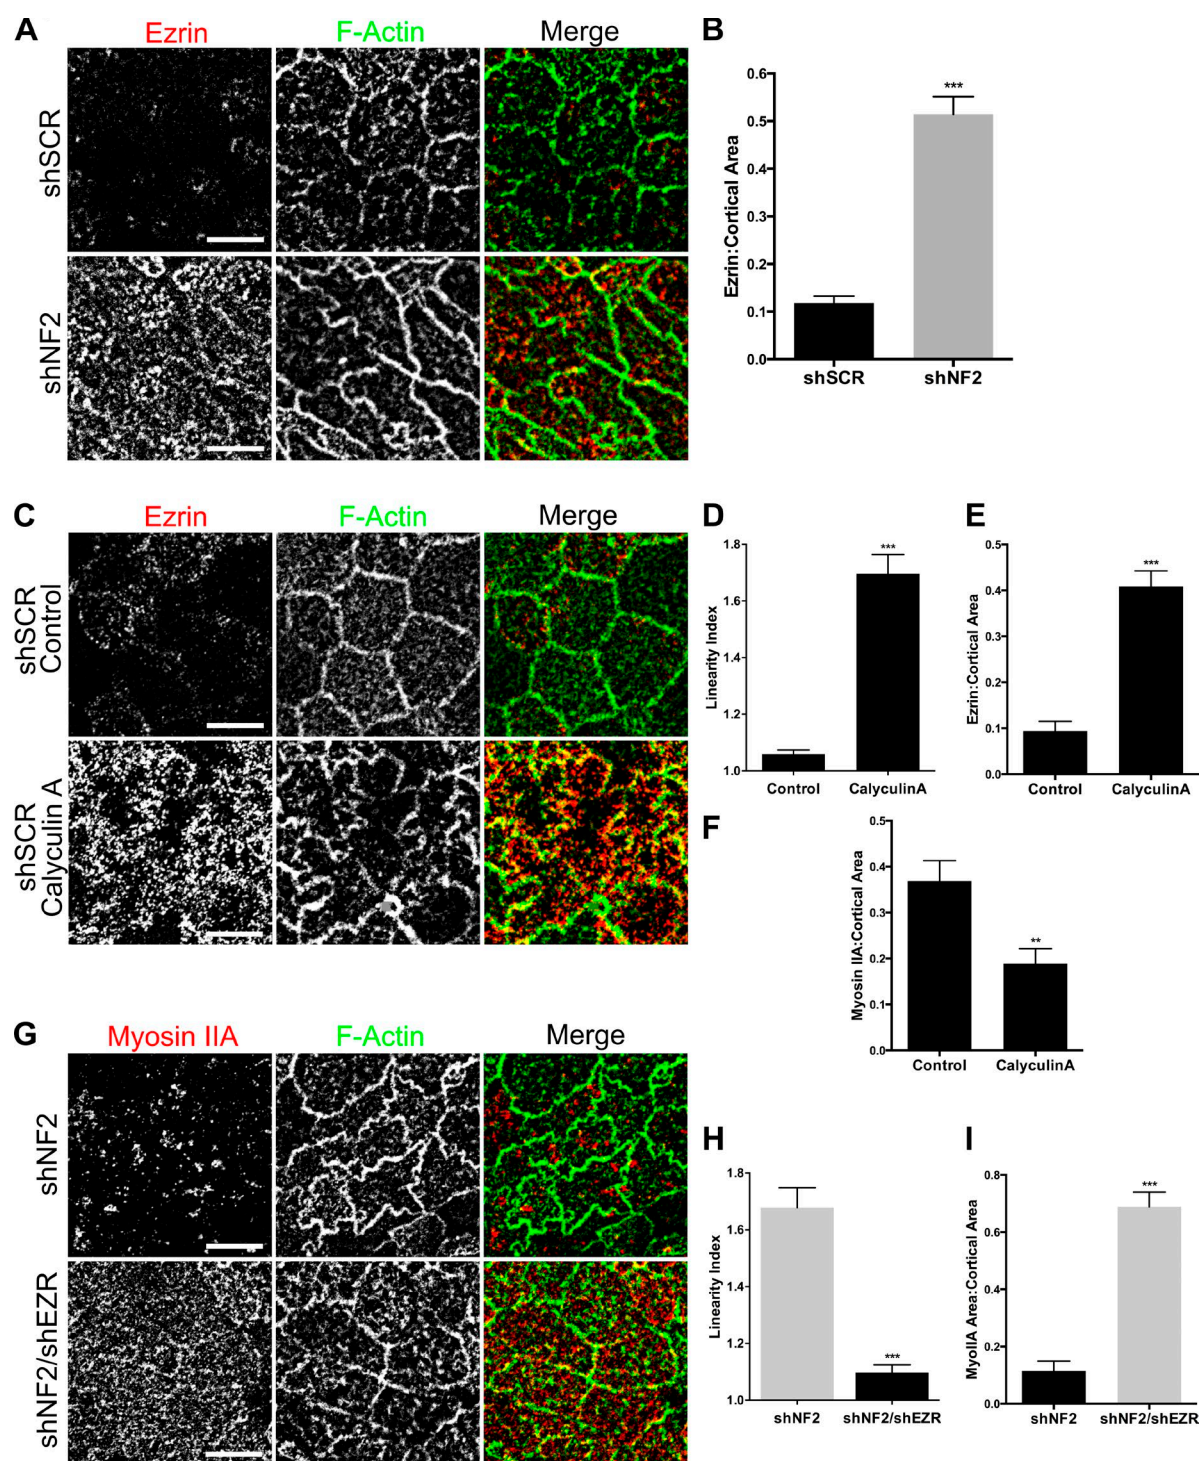 A
Ezrin
F-Actin
Merge
shSCR
shNF2
B
Ezrin:Cortical Area
0.6
0.5
0.4
0.3
0.2
0.1
0.0
***
shSCR
shNF2
C
Ezrin
F-Actin
Merge
shSCR
Control
shSCR
Calyculin A
D
Linearity Index
1.8
1.6
1.4
1.2
1.0
***
Control
CalyculinA
E
Ezrin:Cortical Area
0.5
0.4
0.3
0.2
0.1
0.0
***
Control
CalyculinA
F
Myosin IIA:Cortical Area
0.5
0.4
0.3
0.2
0.1
0.0
**
Control
CalyculinA
G
Myosin IIA
F-Actin
Merge
shNF2
shNF2/shEZR
H
Linearity Index
1.8
1.6
1.4
1.2
1.0
***
shNF2
shNF2/shEZR
I
MyoIIA Area:Cortical Area
0.8
0.6
0.4
0.2
0.0
***
shNF2
shNF2/shEZR